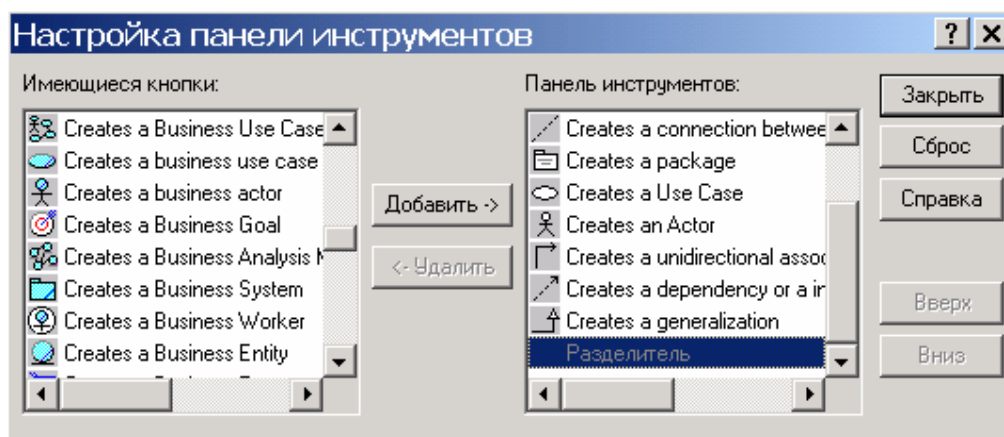 Настройка панели инструментов
Имеющиеся кнопки:
Creates a Business Use Case
Creates a business use case
Creates a business actor
Creates a Business Goal
Creates a Business Analysis M
Creates a Business System
Creates a Business Worker
Creates a Business Entity
Добавить ->
<- Удалить
Панель инструментов:
Creates a connection betwee
Creates a package
Creates a Use Case
Creates an Actor
Creates a unidirectional assoc
Creates a dependency or a in
Creates a generalization
Разделитель
Закрыть
Сброс
Справка
Вверх
Вниз